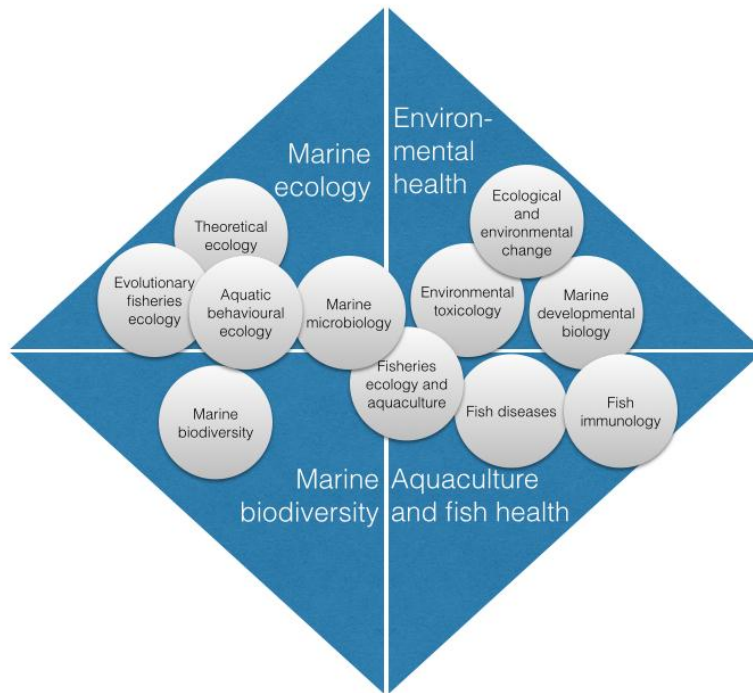 Marine
ecology
Environ-
mental
health
Theoretical
ecology
Ecological
and
environmental
change
Evolutionary
fisheries
ecology
Aquatic
behavioural
ecology
Marine
microbiology
Environmental
toxicology
Marine
developmental
biology
Fisheries
ecology and
aquaculture
Marine
biodiversity
Fish diseases
Fish
immunology
Marine
biodiversity
Aquaculture
and fish health